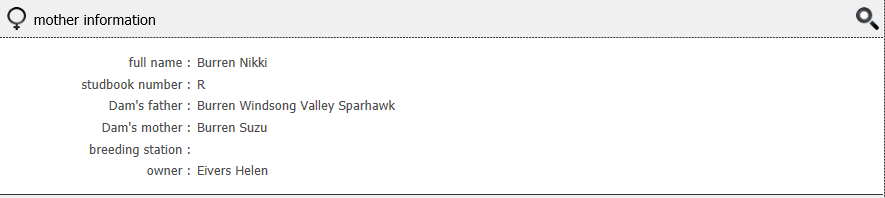 mother information
full name : Burren Nikki
studbook number : R
Dam's father : Burren Windsong Valley Sparhawk
Dam's mother : Burren Suzu
breeding station :
owner : Eivers Helen